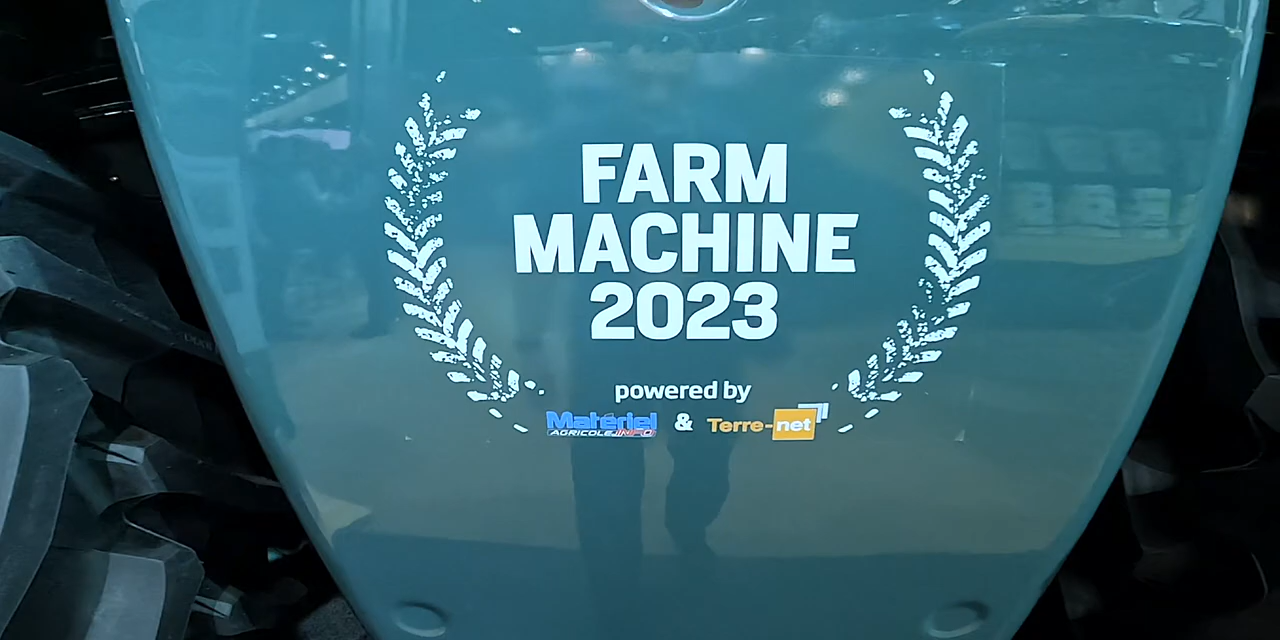 FARM
MACHINE
2023
powered by
Matériel
AGRICOLE.INFO
& Terre-net